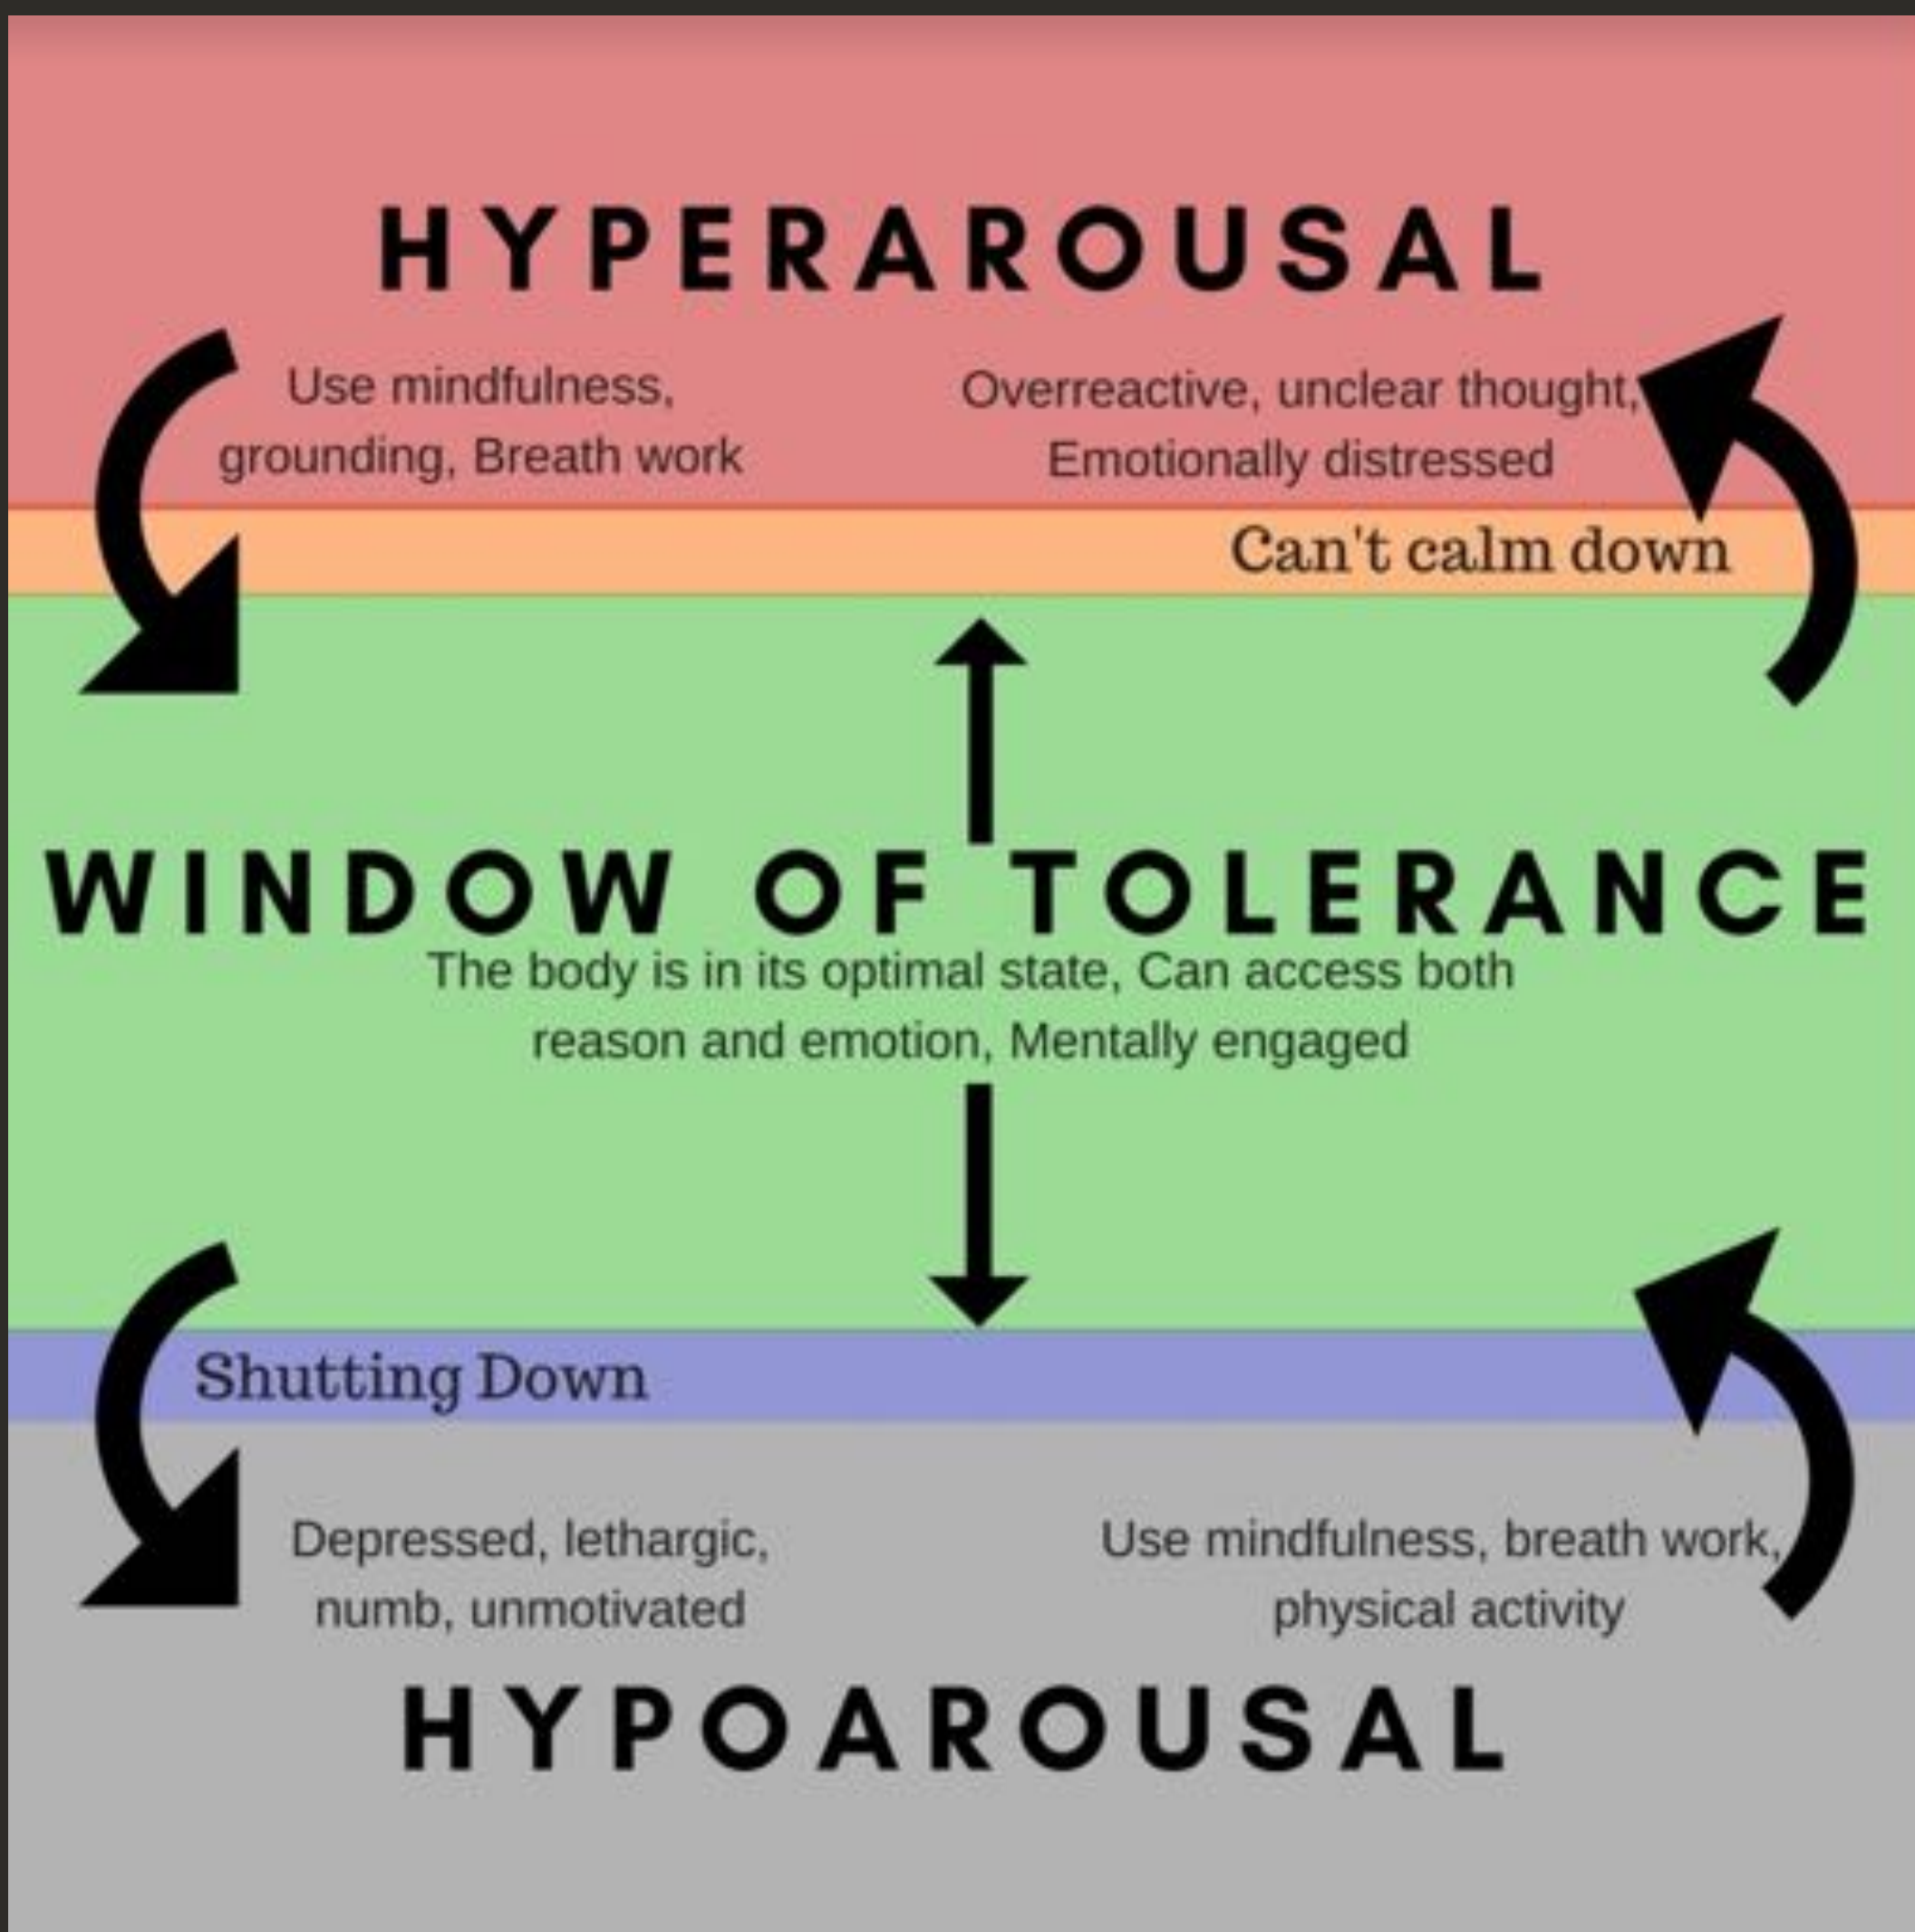 HYPERAROUSAL
Use mindfulness,
grounding, Breath work
Overreactive, unclear thought,
Emotionally distressed
Can't calm down
WINDOW OF TOLERANCE
The body is in its optimal state, Can access both
reason and emotion, Mentally engaged
Shutting Down
Depressed, lethargic,
numb, unmotivated
Use mindfulness, breath work,
physical activity
HYPOAROUSAL